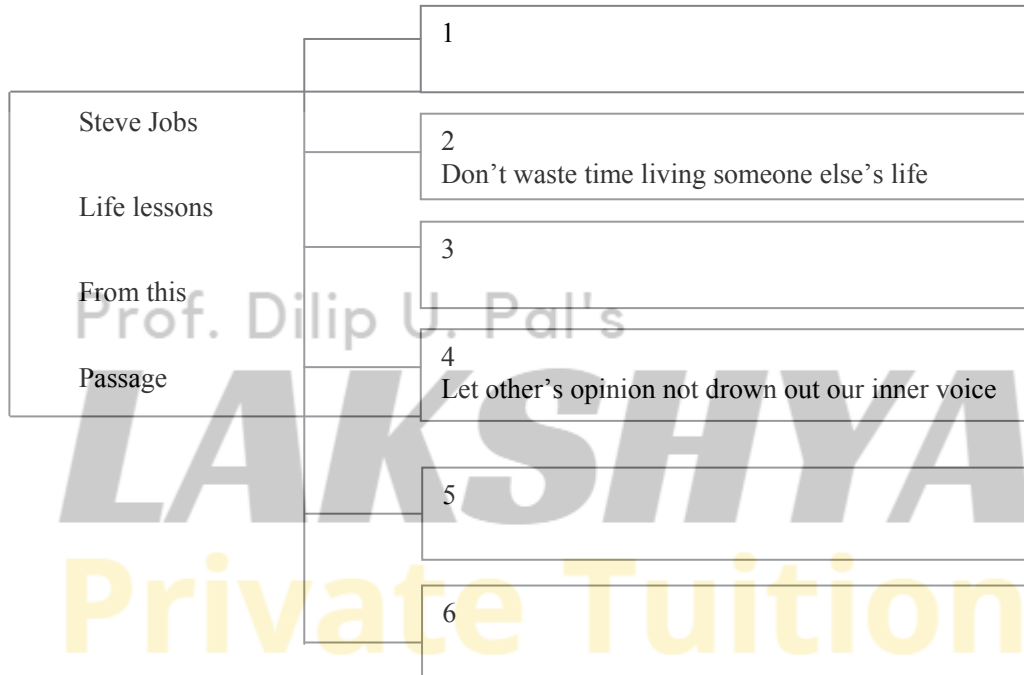 1
Steve Jobs
2
Don’t waste time living someone else’s life
Life lessons
3
From this
Prof. Dilip U. Pal's
4
Passage
Let other’s opinion not drown out our inner voice
LAKSHYA
5
Private Tuition
6